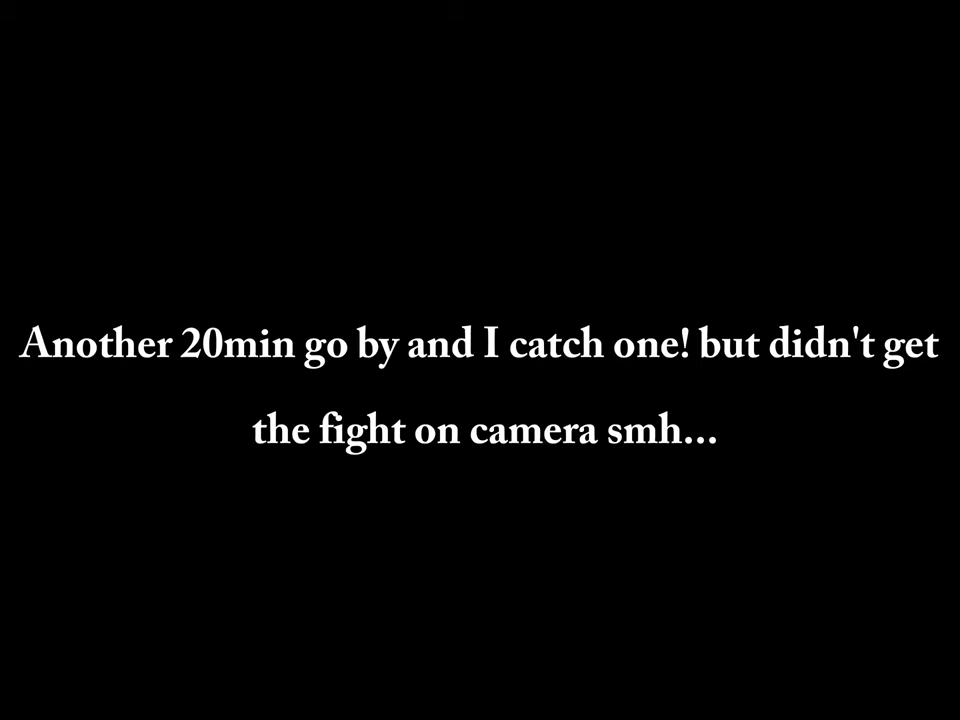 Another 20min go by and I catch one! but didn't get
the fight on camera smh...